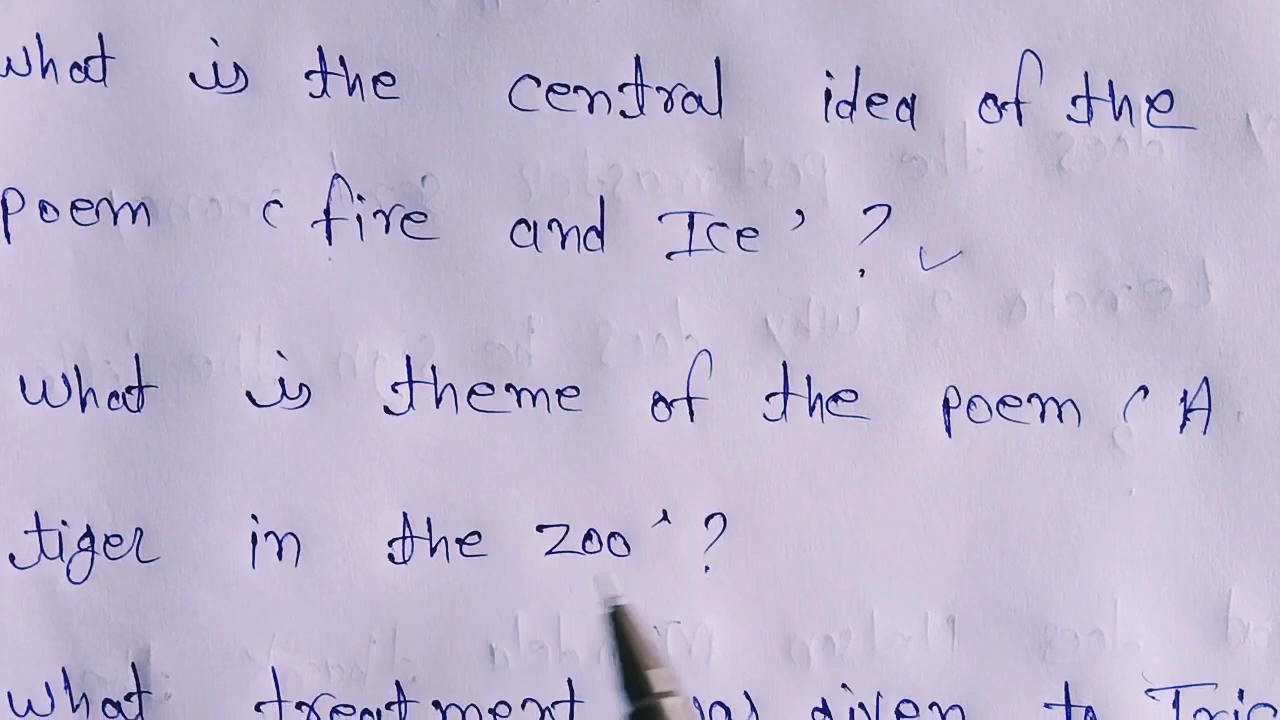 what is the central idea of the
poem ‘ fire and Ice ’ ?
what is theme of the poem ‘ A
tiger in the zoo ’ ?
what treatment given to